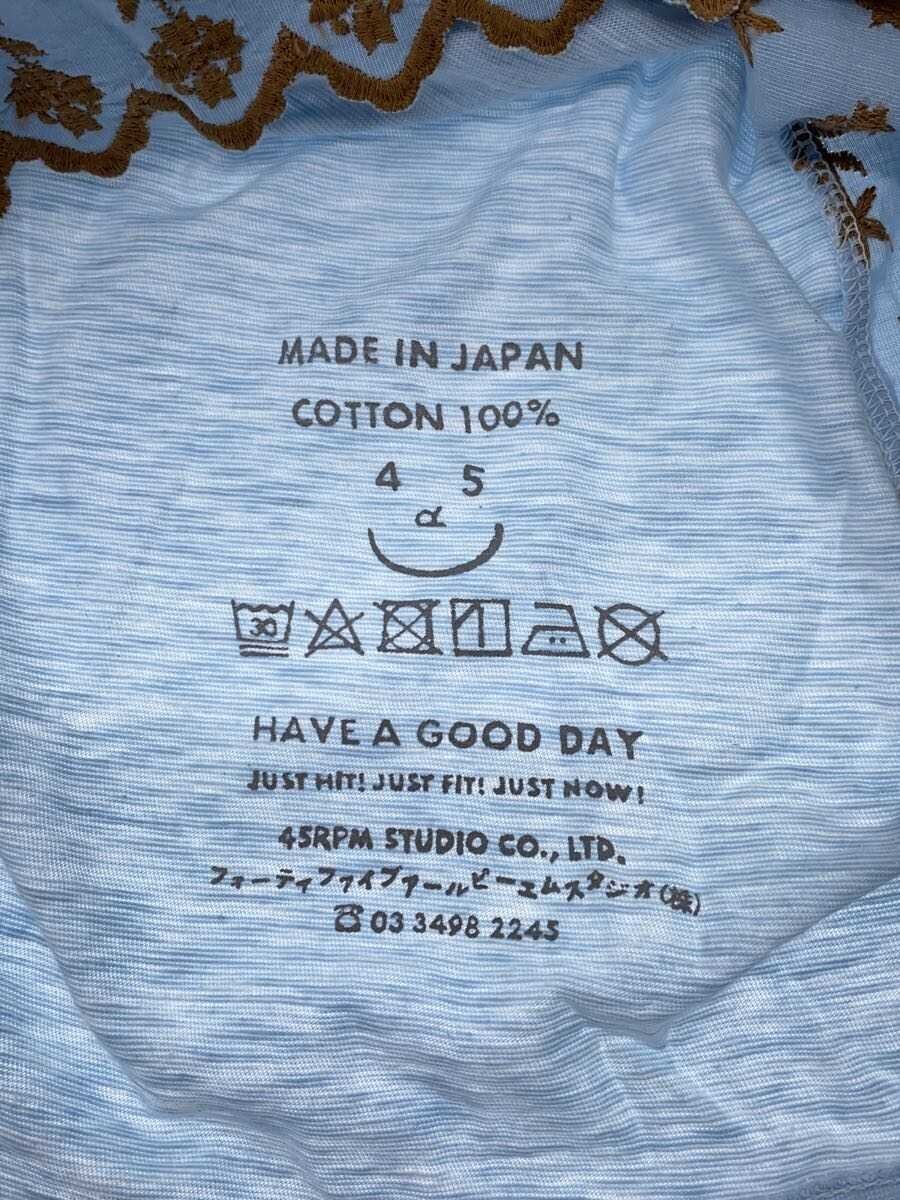 MADE IN JAPAN
COTTON 100%
4 5
α
30
HAVE A GOOD DAY
JUST HIT! JUST FIT! JUST NOW!
45RPM STUDIO CO., LTD.
フォーティファイブアールピーエムスタジオ(株)
☎ 03 3498 2245